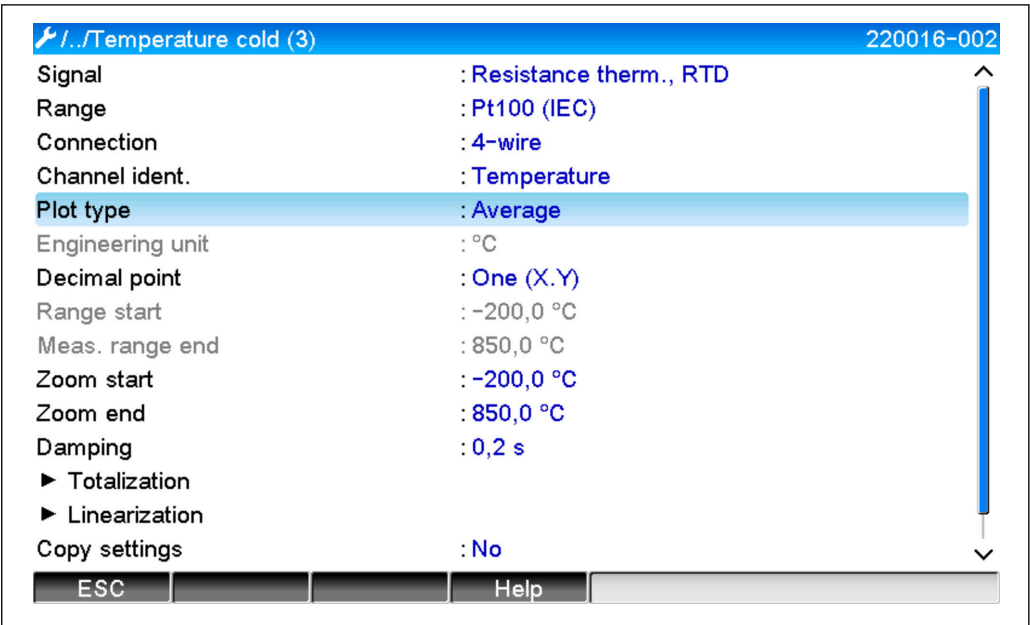 /../Temperature cold (3) 220016-002
Signal : Resistance therm., RTD
Range : Pt100 (IEC)
Connection : 4-wire
Channel ident. : Temperature
Plot type : Average
Engineering unit : °C
Decimal point : One (X.Y)
Range start : -200,0 °C
Meas. range end : 850,0 °C
Zoom start : -200,0 °C
Zoom end : 850,0 °C
Damping : 0,2 s
► Totalization
► Linearization
Copy settings : No
ESC Help